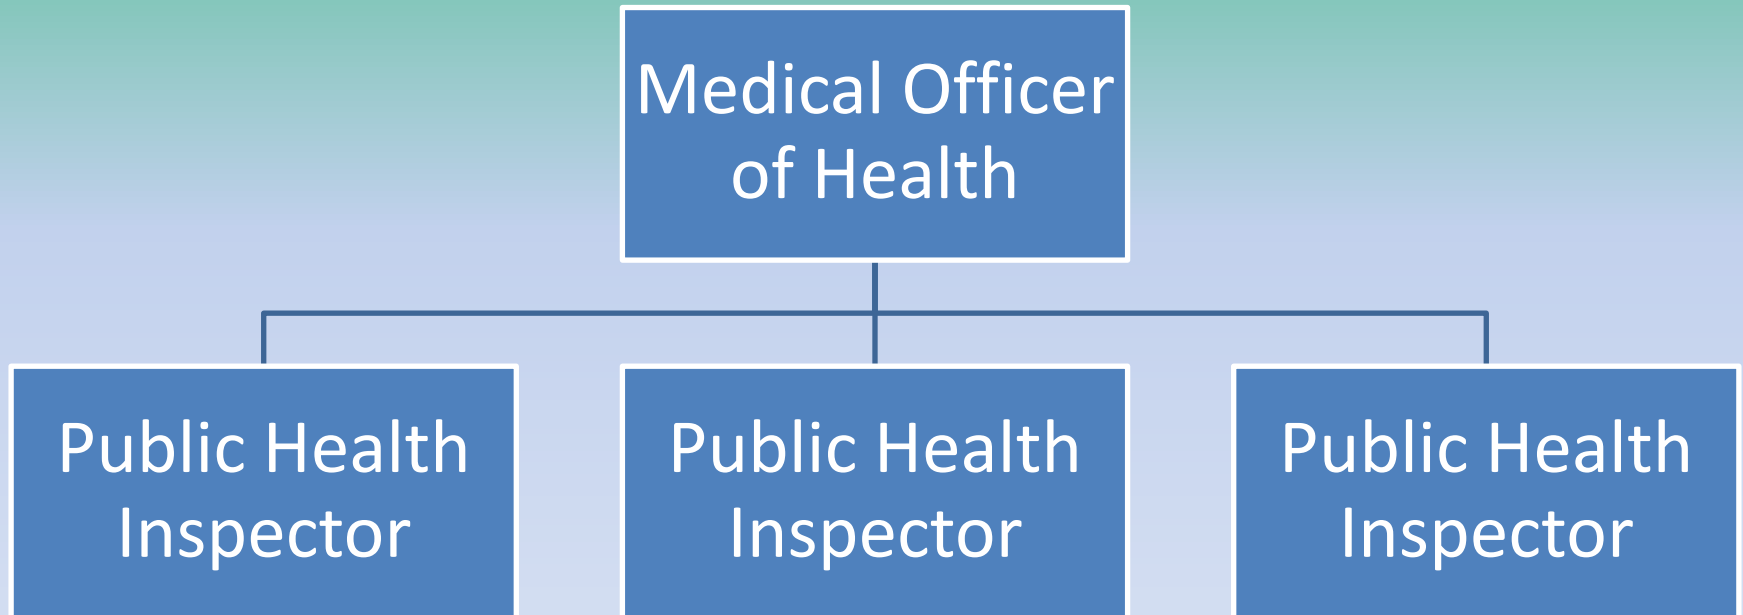 Medical Officer
of Health
Public Health
Inspector
Public Health
Inspector
Public Health
Inspector